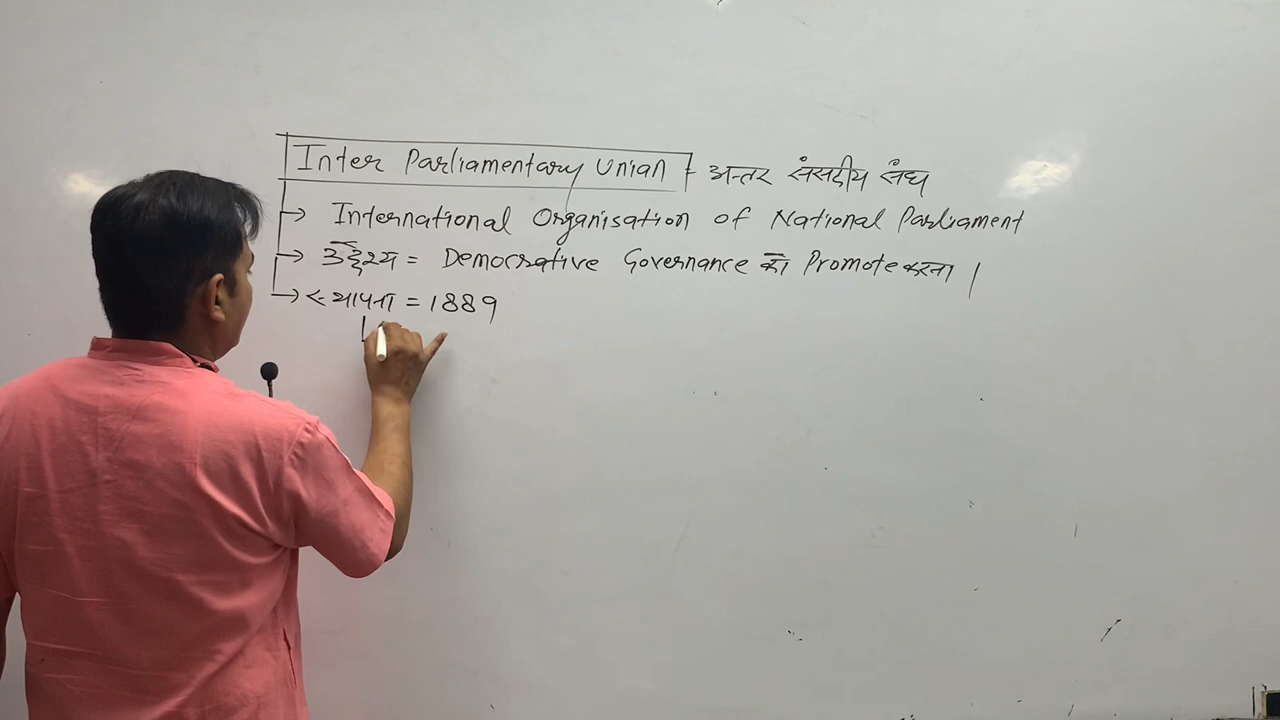 Inter Parliamentary Union - अन्तर संसदीय संघ
→ International Organisation of National Parliament
→ उद्देश्य = Democrative Governance को Promote करना |
→ स्थापना = 1889